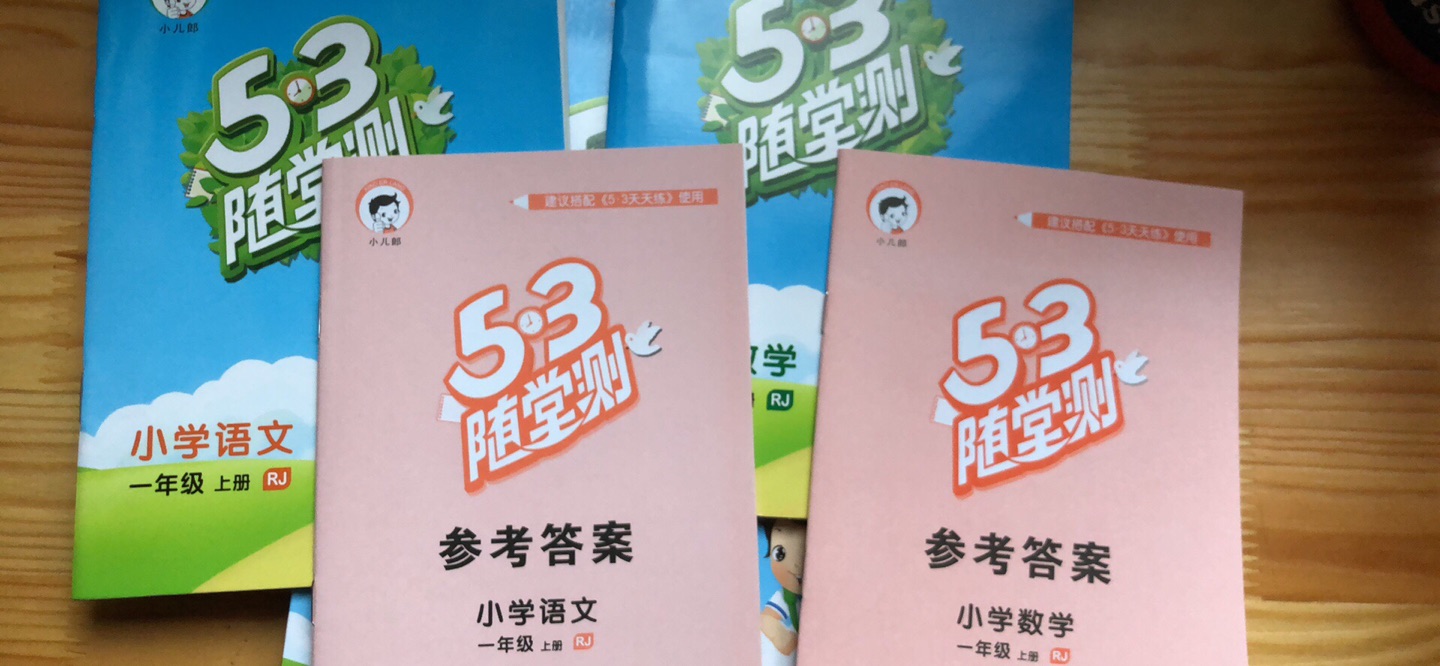 小儿郎
5·3
随堂测
小学语文
一年级 上册 RJ
5·3
随堂测
数学
RJ
小儿郎
建议搭配《5·3天天练》使用
5·3
随堂测
参考答案
小学语文
一年级 上册 RJ
小儿郎
建议搭配《5·3天天练》使用
5·3
随堂测
参考答案
小学数学
一年级 上册 RJ